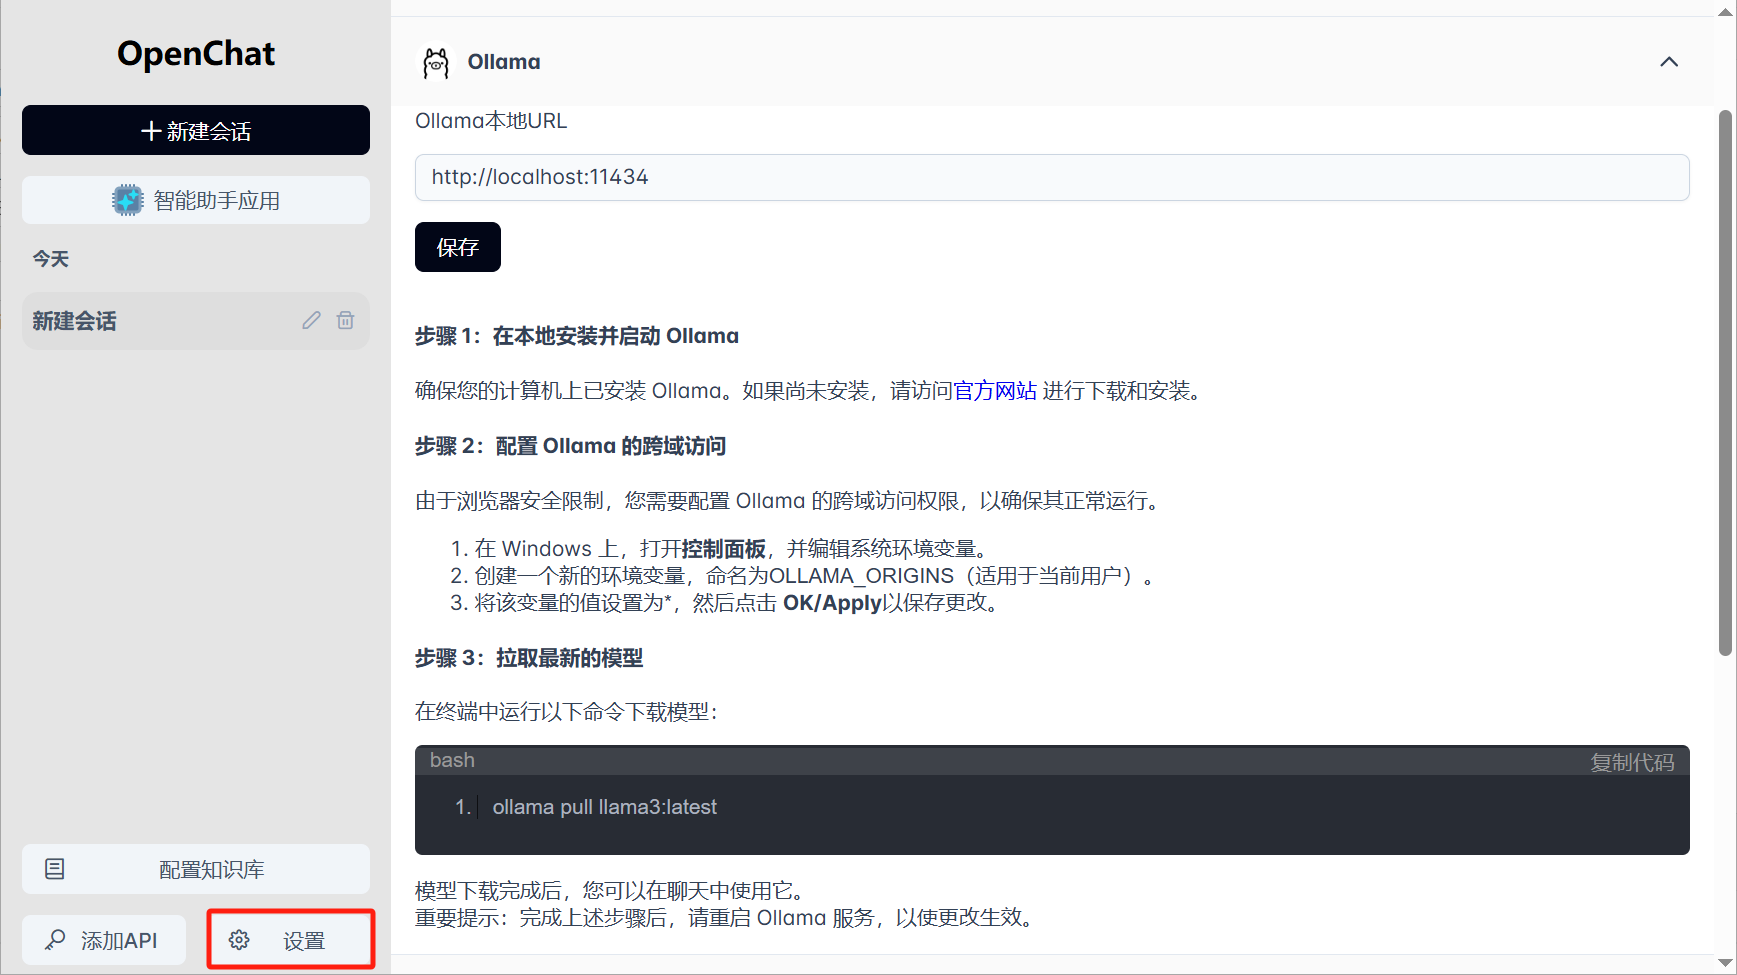 OpenChat
新建会话
智能助手应用
今天
新建会话
配置知识库
添加API
设置
Ollama
Ollama本地URL
http://localhost:11434
保存
步骤 1：在本地安装并启动 Ollama
确保您的计算机上已安装 Ollama。如果尚未安装，请访问官方网站 进行下载和安装。
步骤 2：配置 Ollama 的跨域访问
由于浏览器安全限制，您需要配置 Ollama 的跨域访问权限，以确保其正常运行。
1. 在 Windows 上，打开控制面板，并编辑系统环境变量。
2. 创建一个新的环境变量，命名为OLLAMA_ORIGINS（适用于当前用户）。
3. 将该变量的值设置为*，然后点击 OK/Apply以保存更改。
步骤 3：拉取最新的模型
在终端中运行以下命令下载模型：
bash 复制代码
1. ollama pull llama3:latest
模型下载完成后，您可以在聊天中使用它。
重要提示：完成上述步骤后，请重启 Ollama 服务，以使更改生效。